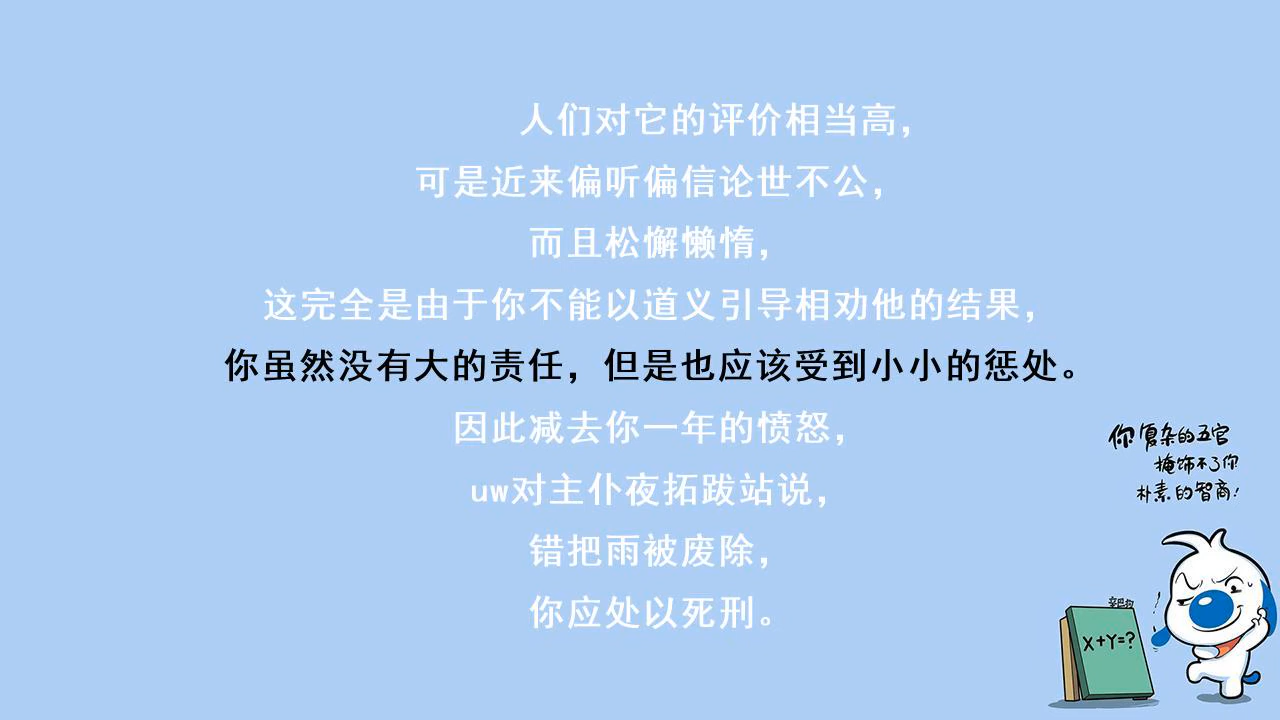 人们对它的评价相当高，
可是近来偏听偏信论世不公，
而且松懈懒惰，
这完全是由于你不能以道义引导相劝他的结果，
你虽然没有大的责任，但是也应该受到小小的惩处。
因此减去你一年的愤怒，
uw对主仆夜拓跋站说，
错把雨被废除，
你应处以死刑。
你复杂的五官
掩饰不了你
朴素的智商！
亲巴叔
X+Y=?